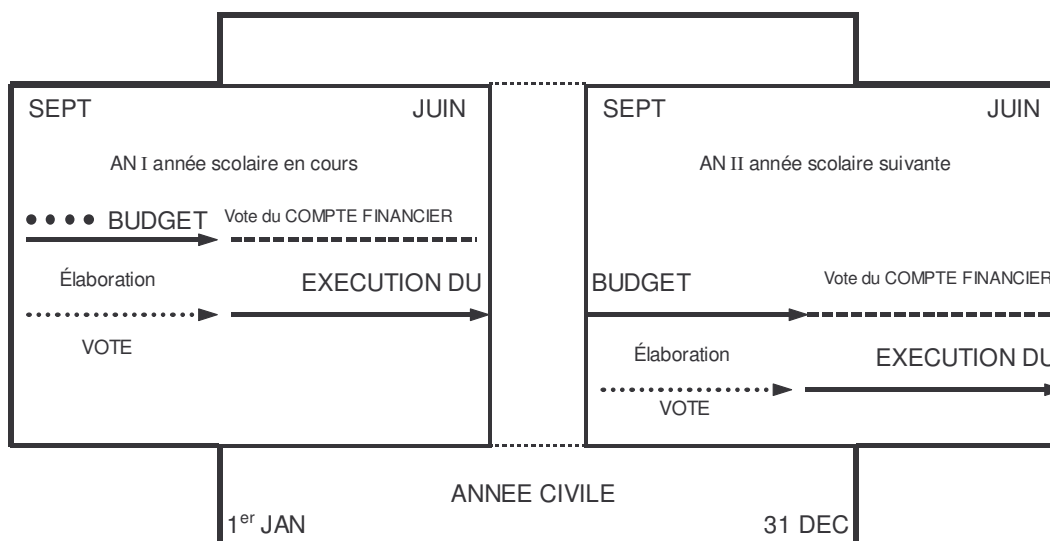 SEPT JUIN
AN I année scolaire en cours
•••• BUDGET Vote du COMPTE FINANCIER
Élaboration EXECUTION DU
VOTE
SEPT JUIN
AN II année scolaire suivante
BUDGET Vote du COMPTE FINANCIER
Élaboration EXECUTION DU
VOTE
ANNEE CIVILE
1er JAN 31 DEC